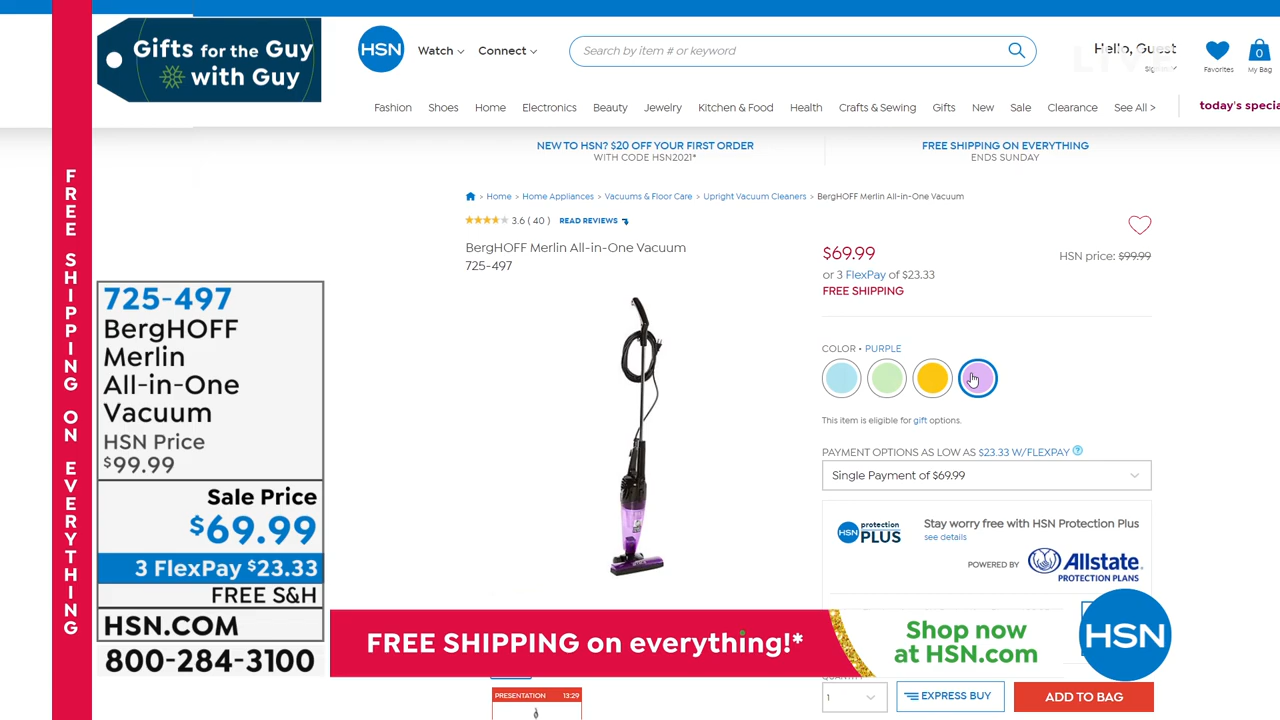 Gifts for the Guy
with Guy
HSN
Watch
Connect
Search by item # or keyword
LIVE
Hello, Guest
Favorites
0
My Bag
Fashion
Shoes
Home
Electronics
Beauty
Jewelry
Kitchen & Food
Health
Crafts & Sewing
Gifts
New
Sale
Clearance
See All >
today's specia
NEW TO HSN? $20 OFF YOUR FIRST ORDER
WITH CODE HSN2021*
FREE SHIPPING ON EVERYTHING
ENDS SUNDAY
> Home > Home Appliances > Vacuums & Floor Care > Upright Vacuum Cleaners > BergHOFF Merlin All-in-One Vacuum
3.6 ( 40 )
READ REVIEWS
BergHOFF Merlin All-in-One Vacuum
725-497
$69.99
HSN price: $99.99
or 3 FlexPay of $23.33
FREE SHIPPING
COLOR • PURPLE
This item is eligible for gift options.
PAYMENT OPTIONS AS LOW AS $23.33 W/FLEXPAY ?
Single Payment of $69.99
HSN protection PLUS
Stay worry free with HSN Protection Plus
see details
POWERED BY
Allstate.
PROTECTION PLANS
FREE SHIPPING ON EVERYTHING
725-497
BergHOFF
Merlin
All-in-One
Vacuum
HSN Price
$99.99
Sale Price
$69.99
3 FlexPay $23.33
FREE S&H
HSN.COM
800-284-3100
FREE SHIPPING on everything!*
Shop now
at HSN.com
HSN
PRESENTATION 13:29
1
EXPRESS BUY
ADD TO BAG